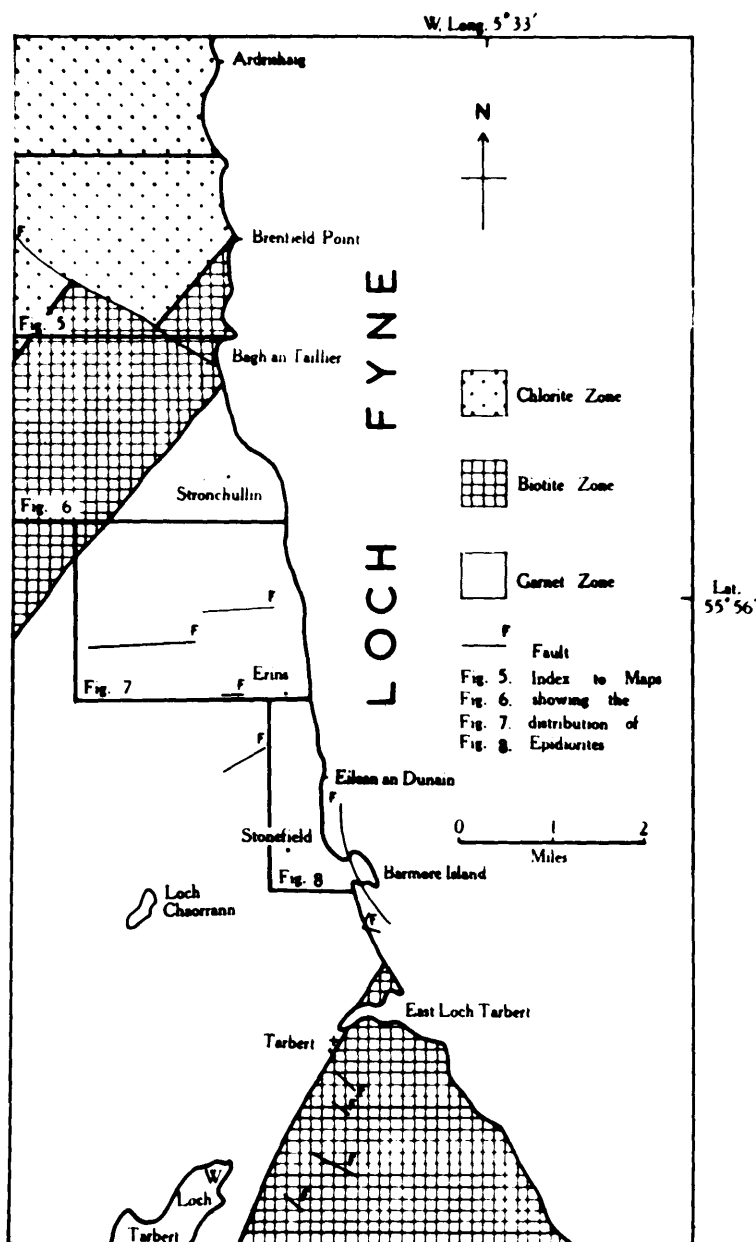 W. Long. 5° 33′
Ardrishaig
N
Brenfield Point
F
Fig. 5
Bagh an Taillier
LOCH FYNE
Chlorite Zone
Biotite Zone
Stronchullin
Fig. 6
Garnet Zone
Lat.
55° 56′
F
F
F
Fault
Erins
F
Fig. 7
Fig. 5. Index to Maps
Fig. 6. showing the
Fig. 7. distribution of
Fig. 8. Epidiorites
F
Eilean an Dunain
F
0 1 2
Miles
Stonefield
Fig. 8
Barmore Island
Loch
Chaorrann
F
East Loch Tarbert
Tarbert
F
F
F
F
W
Loch
Tarbert